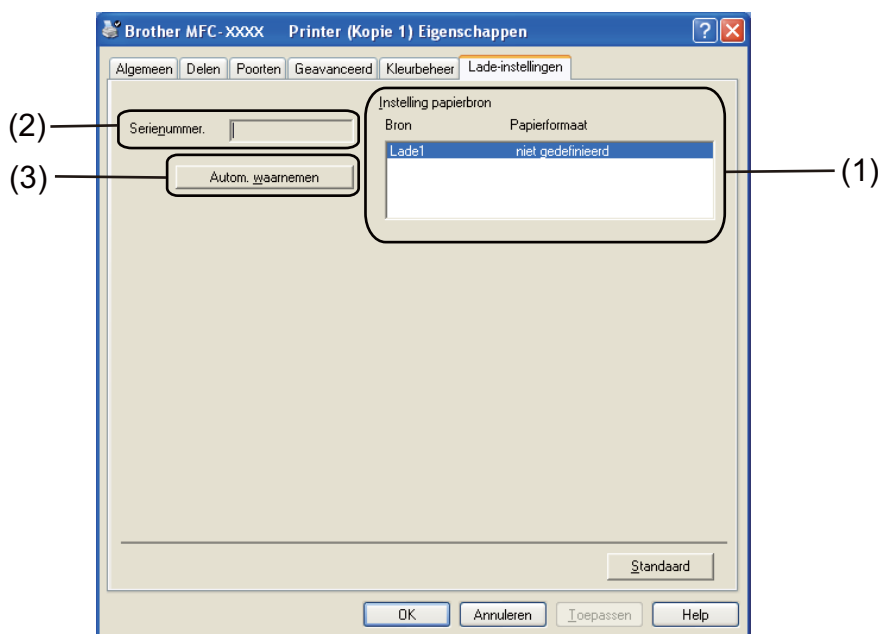 Brother MFC-XXXX Printer (Kopie 1) Eigenschappen
Algemeen Delen Poorten Geavanceerd Kleurbeheer Lade-instellingen
Instelling papierbron
(2) Serienummer. Bron Papierformaat
Lade1 niet gedefinieerd
(3) Autom. waarnemen (1)
Standaard
OK Annuleren Toepassen Help